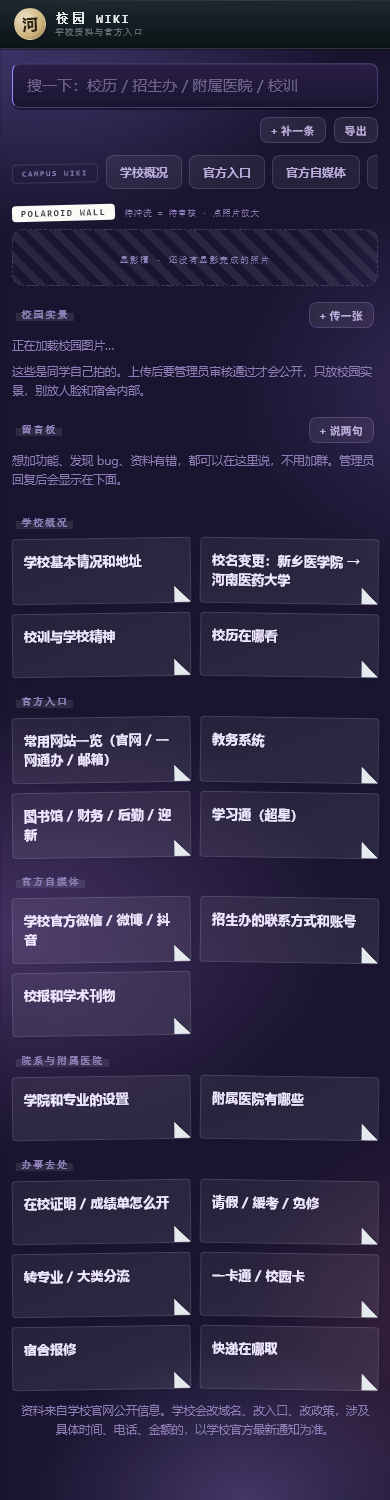 河
校园 WIKI
学校资料与官方入口
搜一下：校历 / 招生办 / 附属医院 / 校训
+ 补一条
导出
CAMPUS WIKI
学校概况
官方入口
官方自媒体
POLAROID WALL
待冲洗 = 待审核 · 点照片放大
显影槽 · 还没有显影完成的照片
校园实景
+ 传一张
正在加载校园图片…
这些是同学自己拍的。上传后要管理员审核通过才会公开，只放校园实
景，别放人脸和宿舍内部。
留言板
+ 说两句
想加功能、发现 bug、资料有错，都可以在这里说，不用加群。管理员
回复后会显示在下面。
学校概况
学校基本情况和地址
校名变更：新乡医学院 →
河南医药大学
校训与学校精神
校历在哪看
官方入口
常用网站一览（官网 / 一
网通办 / 邮箱）
教务系统
图书馆 / 财务 / 后勤 / 迎
新
学习通（超星）
官方自媒体
学校官方微信 / 微博 / 抖
音
招生办的联系方式和账号
校报和学术刊物
院系与附属医院
学院和专业的设置
附属医院有哪些
办事去处
在校证明 / 成绩单怎么开
请假 / 缓考 / 免修
转专业 / 大类分流
一卡通 / 校园卡
宿舍报修
快递在哪取
资料来自学校官网公开信息。学校会改域名、改入口、改政策，涉及
具体时间、电话、金额的，以学校官方最新通知为准。